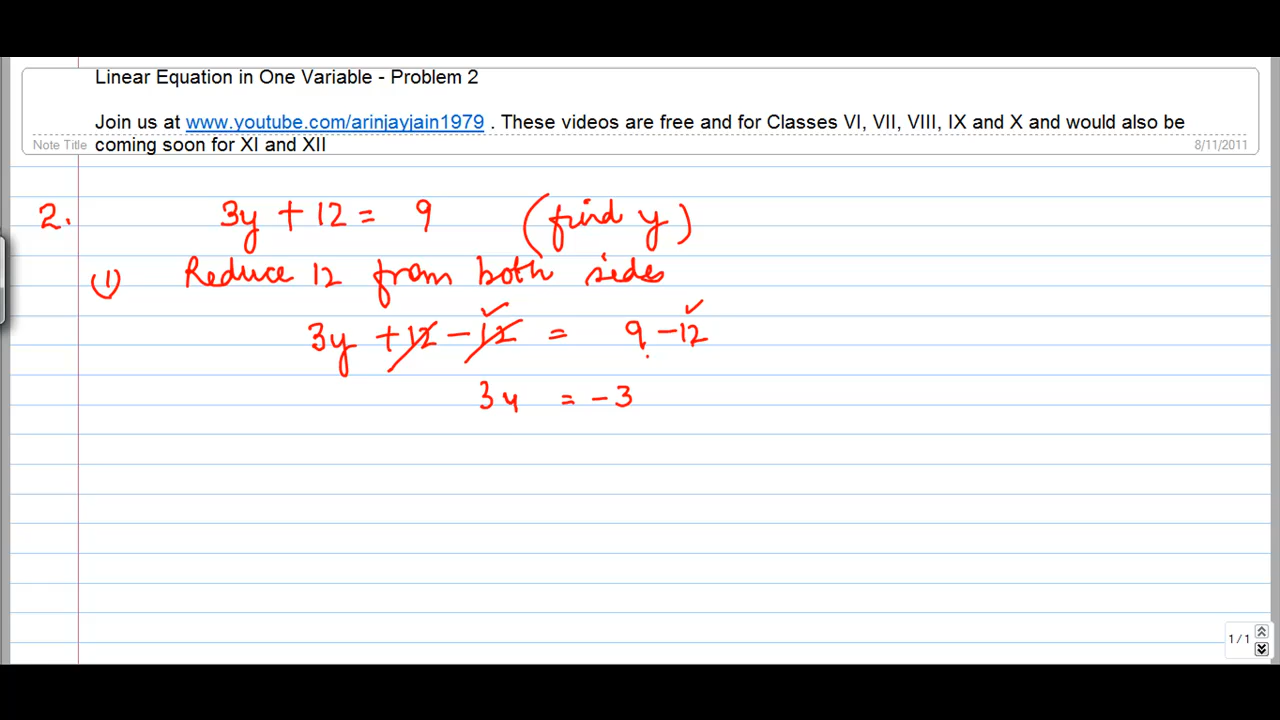 Linear Equation in One Variable - Problem 2
Join us at www.youtube.com/arinjayjain1979 . These videos are free and for Classes VI, VII, VIII, IX and X and would also be
Note Title coming soon for XI and XII 8/11/2011
2. 3y + 12 = 9 (find y)
(1) Reduce 12 from both sides
3y + 12 - 12 = 9 - 12
3y = - 3
1 / 1